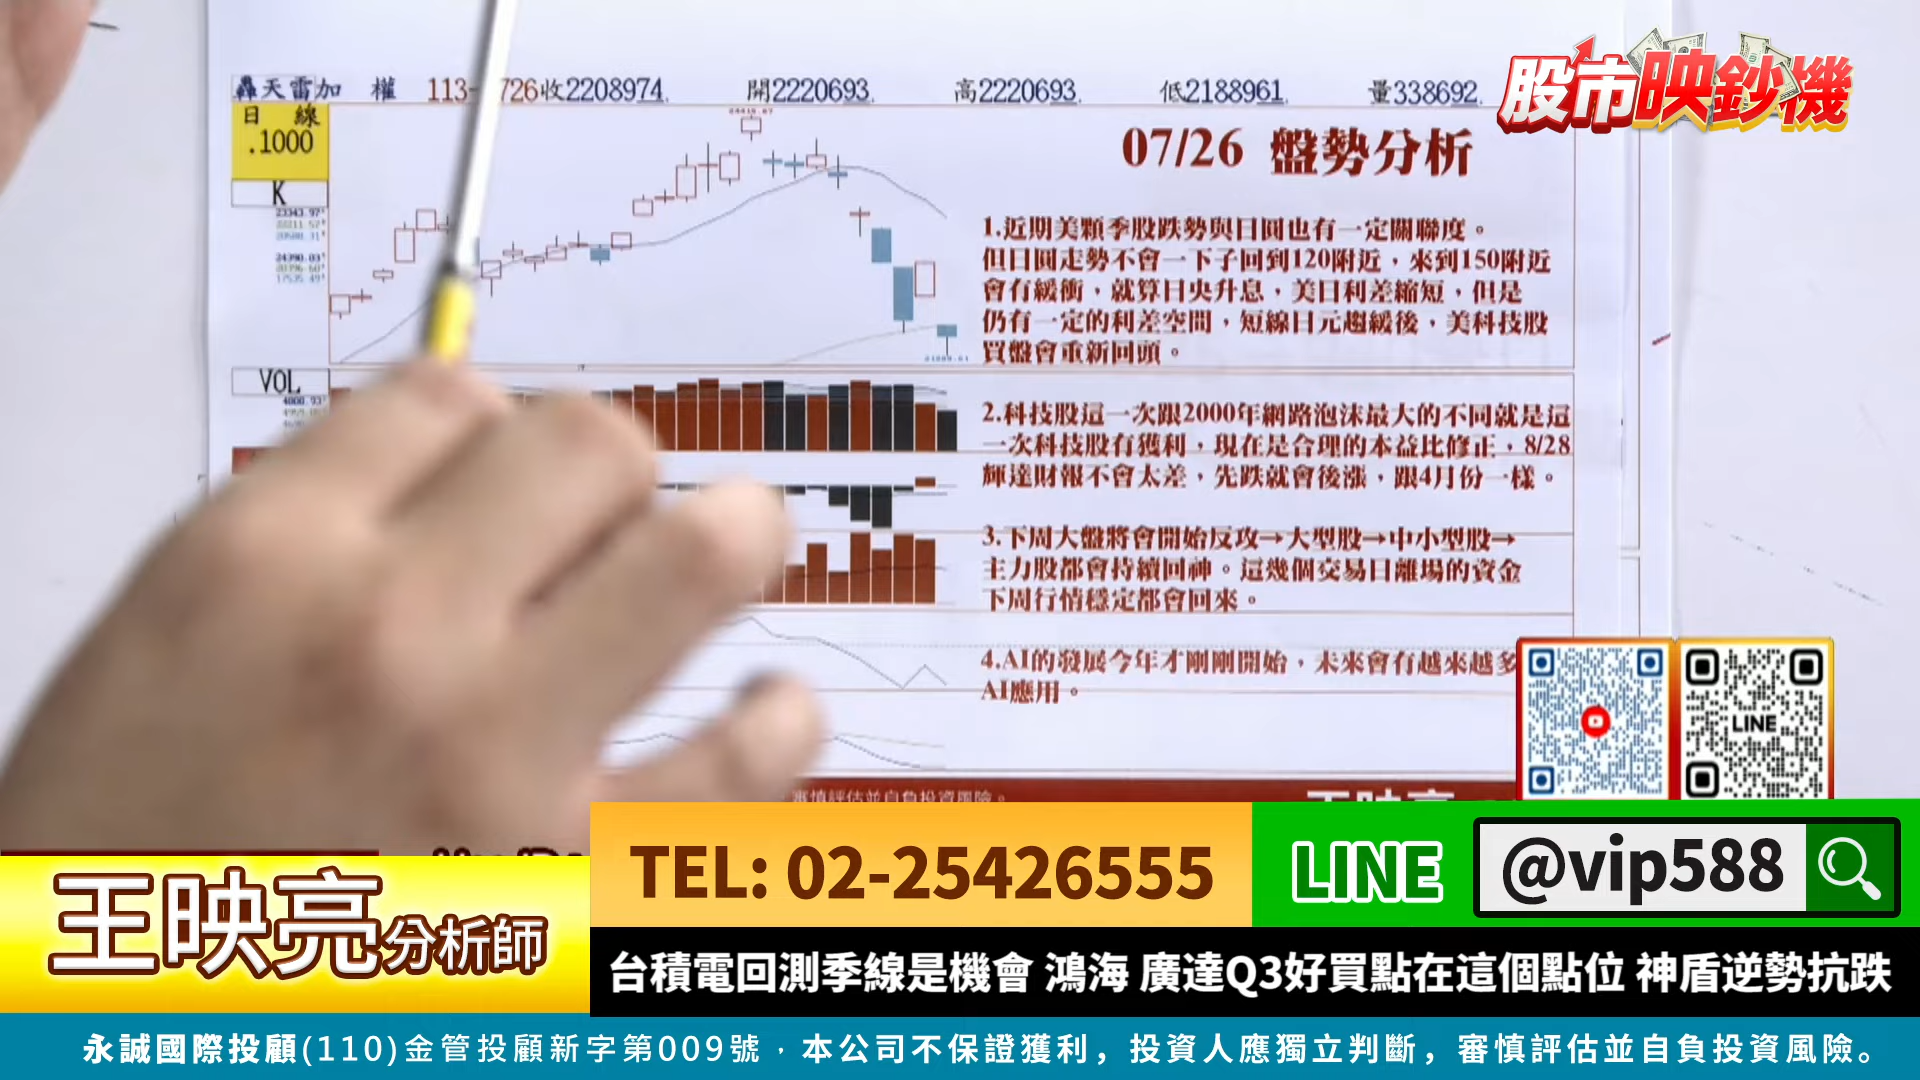 股市映鈔機
轟天雷加 權 113- 726收2208974. 開2220693. 高2220693. 低2188961. 量338692.
日 線
.1000
K
23343.97
24390.03
07/26 盤勢分析
1.近期美顆季股跌勢與日圓也有一定關聯度。
但日圓走勢不會一下子回到120附近，來到150附近
會有緩衝，就算日央升息，美日利差縮短，但是
仍有一定的利差空間，短線日元趨緩後，美科技股
買盤會重新回頭。
VOL
2.科技股這一次跟2000年網路泡沫最大的不同就是這
一次科技股有獲利，現在是合理的本益比修正，8/28
輝達財報不會太差，先跌就會後漲，跟4月份一樣。
3.下周大盤將會開始反攻→大型股→中小型股→
主力股都會持續回神。這幾個交易日離場的資金
下周行情穩定都會回來。
4.AI的發展今年才剛剛開始，未來會有越來越多
AI應用。
LINE
審慎評估並自負投資風險。
王映亮
TEL: 02-25426555
LINE @vip588
王映亮分析師
台積電回測季線是機會 鴻海 廣達Q3好買點在這個點位 神盾逆勢抗跌
永誠國際投顧(110)金管投顧新字第009號，本公司不保證獲利，投資人應獨立判斷，審慎評估並自負投資風險。